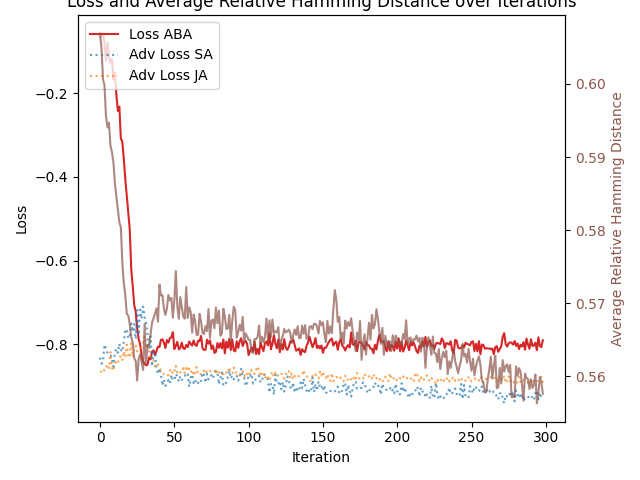 Loss and Average Relative Hamming Distance over Iterations
Loss ABA
Adv Loss SA
Adv Loss JA
−0.2
−0.4
−0.6
−0.8
Loss
0.60
0.59
0.58
0.57
0.56
Average Relative Hamming Distance
0
50
100
150
200
250
300
Iteration